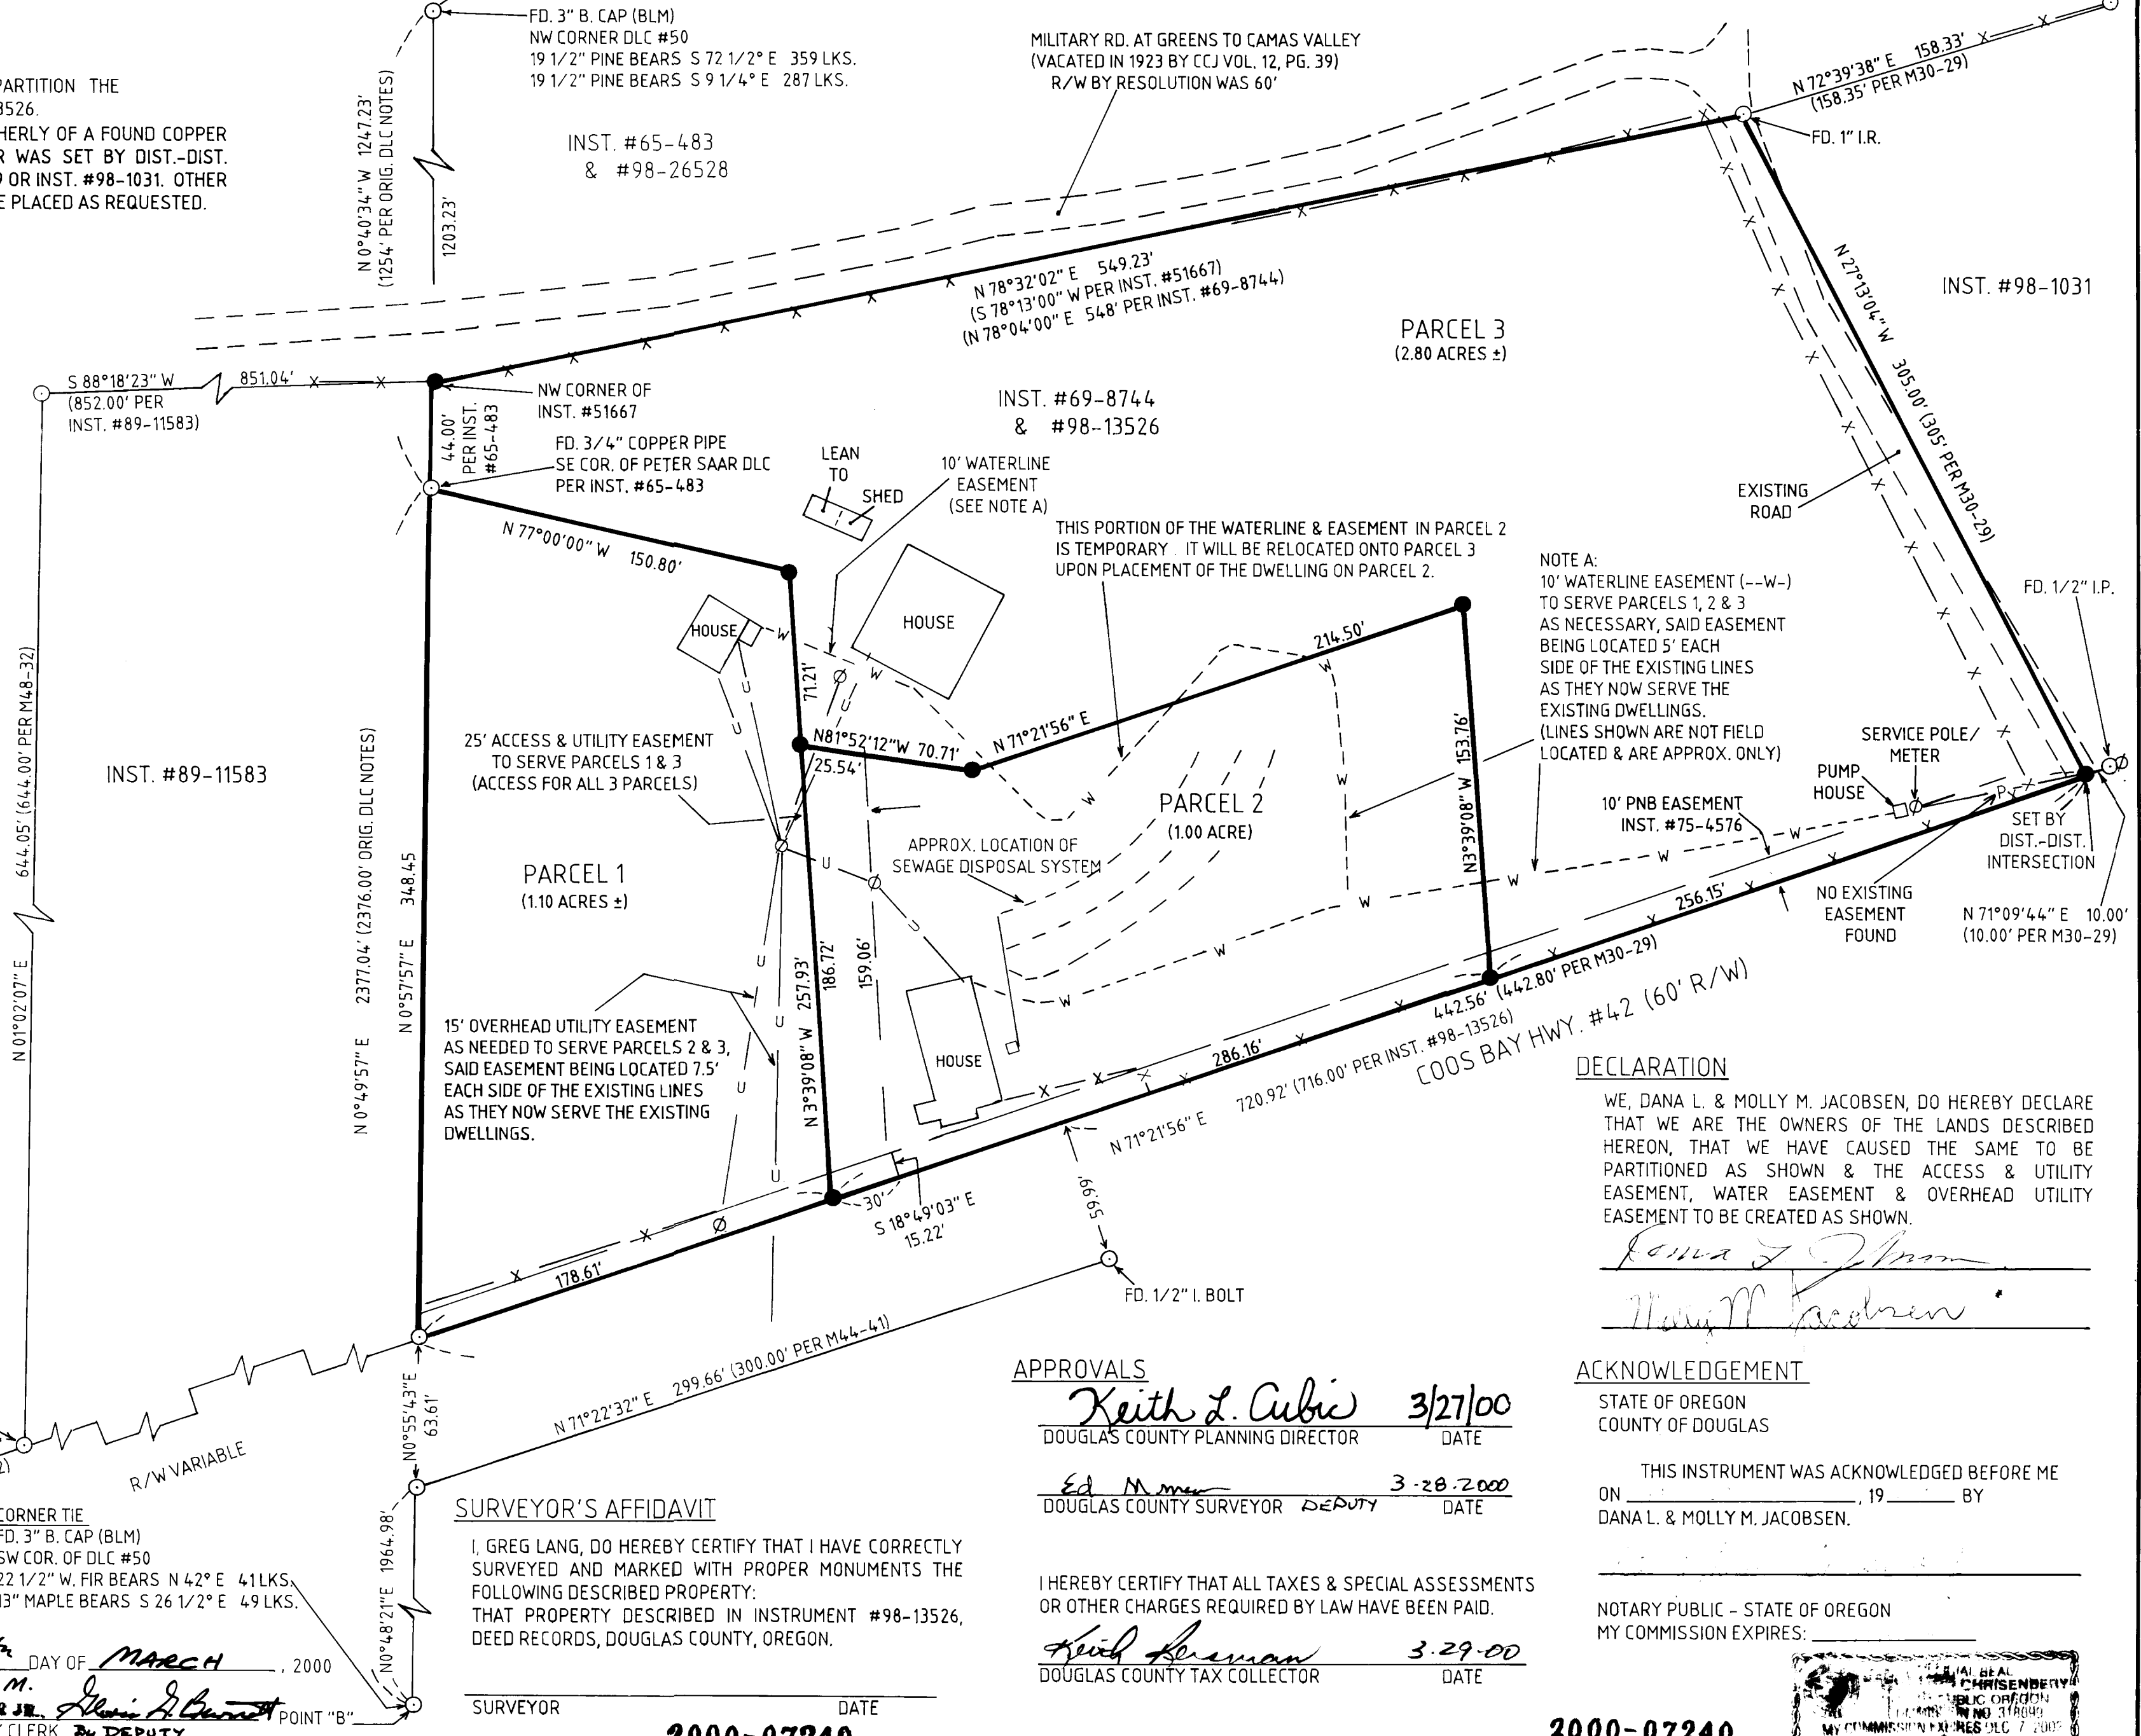 FD. 3" B. CAP (BLM)
NW CORNER DLC #50
19 1/2" PINE BEARS S 72 1/2° E 359 LKS.
19 1/2" PINE BEARS S 9 1/4° E 287 LKS.
MILITARY RD. AT GREENS TO CAMAS VALLEY
(VACATED IN 1923 BY CCJ VOL. 12, PG. 39)
R/W BY RESOLUTION WAS 60'
N 72°39'38" E 158.33'
(158.35' PER M30-29)
PARTITION THE
3526.
HERLY OF A FOUND COPPER
R WAS SET BY DIST.-DIST.
9 OR INST. #98-1031. OTHER
E PLACED AS REQUESTED.
N 0°40'34" W 1247.23'
(1254' PER ORIG. DLC NOTES)
1203.23'
INST. #65-483
& #98-26528
FD. 1" I.R.
N 78°32'02" E 549.23'
(S 78°13'00" W PER INST. #51667)
(N 78°04'00" E 548' PER INST. #69-8744)
INST. #98-1031
PARCEL 3
(2.80 ACRES ±)
N 27°13'04" W 305.00' (305' PER M30-29)
S 88°18'23" W 851.04'
(852.00' PER
INST. #89-11583)
NW CORNER OF
INST. #51667
44.00'
PER INST.
#65-483
INST. #69-8744
& #98-13526
FD. 3/4" COPPER PIPE
SE COR. OF PETER SAAR DLC
PER INST. #65-483
LEAN
TO
SHED
10' WATERLINE
EASEMENT
(SEE NOTE A)
EXISTING
ROAD
N 77°00'00" W 150.80'
THIS PORTION OF THE WATERLINE & EASEMENT IN PARCEL 2
IS TEMPORARY. IT WILL BE RELOCATED ONTO PARCEL 3
UPON PLACEMENT OF THE DWELLING ON PARCEL 2.
NOTE A:
10' WATERLINE EASEMENT (--W-)
TO SERVE PARCELS 1, 2 & 3
AS NECESSARY, SAID EASEMENT
BEING LOCATED 5' EACH
SIDE OF THE EXISTING LINES
AS THEY NOW SERVE THE
EXISTING DWELLINGS.
(LINES SHOWN ARE NOT FIELD
LOCATED & ARE APPROX. ONLY)
FD. 1/2" I.P.
HOUSE
HOUSE
71.21'
214.50'
N 71°21'56" E
N81°52'12"W 70.71'
25.54'
25' ACCESS & UTILITY EASEMENT
TO SERVE PARCELS 1 & 3
(ACCESS FOR ALL 3 PARCELS)
N3°39'08" W 153.76'
SERVICE POLE/
METER
PUMP
HOUSE
INST. #89-11583
644.05' (644.00' PER M48-32)
N 01°02'07" E
N 0°49'57" E 2377.04' (2376.00' ORIG. DLC NOTES)
N 0°57'57" E 348.45
PARCEL 1
(1.10 ACRES ±)
PARCEL 2
(1.00 ACRE)
APPROX. LOCATION OF
SEWAGE DISPOSAL SYSTEM
10' PNB EASEMENT
INST. #75-4576
SET BY
DIST.-DIST.
INTERSECTION
NO EXISTING
EASEMENT
FOUND
N 71°09'44" E 10.00'
(10.00' PER M30-29)
256.15'
N 3°39'08" W 257.93'
186.72'
159.06'
15' OVERHEAD UTILITY EASEMENT
AS NEEDED TO SERVE PARCELS 2 & 3,
SAID EASEMENT BEING LOCATED 7.5'
EACH SIDE OF THE EXISTING LINES
AS THEY NOW SERVE THE EXISTING
DWELLINGS.
HOUSE
286.16'
442.56' (442.80' PER M30-29)
N 71°21'56" E 720.92' (716.00' PER INST. #98-13526)
COOS BAY HWY. #42 (60' R/W)
30'
S 18°49'03" E
15.22'
59.99'
178.61'
FD. 1/2" I. BOLT
N 71°22'32" E 299.66' (300.00' PER M44-41)
N0°55'43"E
63.61'
R/W VARIABLE
N0°48'21"E 1964.98'
CORNER TIE
FD. 3" B. CAP (BLM)
SW COR. OF DLC #50
22 1/2" W. FIR BEARS N 42° E 41 LKS.
13" MAPLE BEARS S 26 1/2° E 49 LKS.
DAY OF MARCH, 2000
M.
POINT "B"
CLERK By DEPUTY
SURVEYOR'S AFFIDAVIT
I, GREG LANG, DO HEREBY CERTIFY THAT I HAVE CORRECTLY
SURVEYED AND MARKED WITH PROPER MONUMENTS THE
FOLLOWING DESCRIBED PROPERTY:
THAT PROPERTY DESCRIBED IN INSTRUMENT #98-13526,
DEED RECORDS, DOUGLAS COUNTY, OREGON.
SURVEYOR DATE
2000-07240
APPROVALS
Keith L. Cubic 3/27/00
DOUGLAS COUNTY PLANNING DIRECTOR DATE
Ed 3-28-2000
DOUGLAS COUNTY SURVEYOR DEPUTY DATE
I HEREBY CERTIFY THAT ALL TAXES & SPECIAL ASSESSMENTS
OR OTHER CHARGES REQUIRED BY LAW HAVE BEEN PAID.
3-29-00
DOUGLAS COUNTY TAX COLLECTOR DATE
DECLARATION
WE, DANA L. & MOLLY M. JACOBSEN, DO HEREBY DECLARE
THAT WE ARE THE OWNERS OF THE LANDS DESCRIBED
HEREON, THAT WE HAVE CAUSED THE SAME TO BE
PARTITIONED AS SHOWN & THE ACCESS & UTILITY
EASEMENT, WATER EASEMENT & OVERHEAD UTILITY
EASEMENT TO BE CREATED AS SHOWN.
Molly M Jacobsen
ACKNOWLEDGEMENT
STATE OF OREGON
COUNTY OF DOUGLAS
THIS INSTRUMENT WAS ACKNOWLEDGED BEFORE ME
ON , 19 BY
DANA L. & MOLLY M. JACOBSEN.
NOTARY PUBLIC - STATE OF OREGON
MY COMMISSION EXPIRES:
CHRISENBERY
MY COMMISSION EXPIRES DEC 7
2000-07240